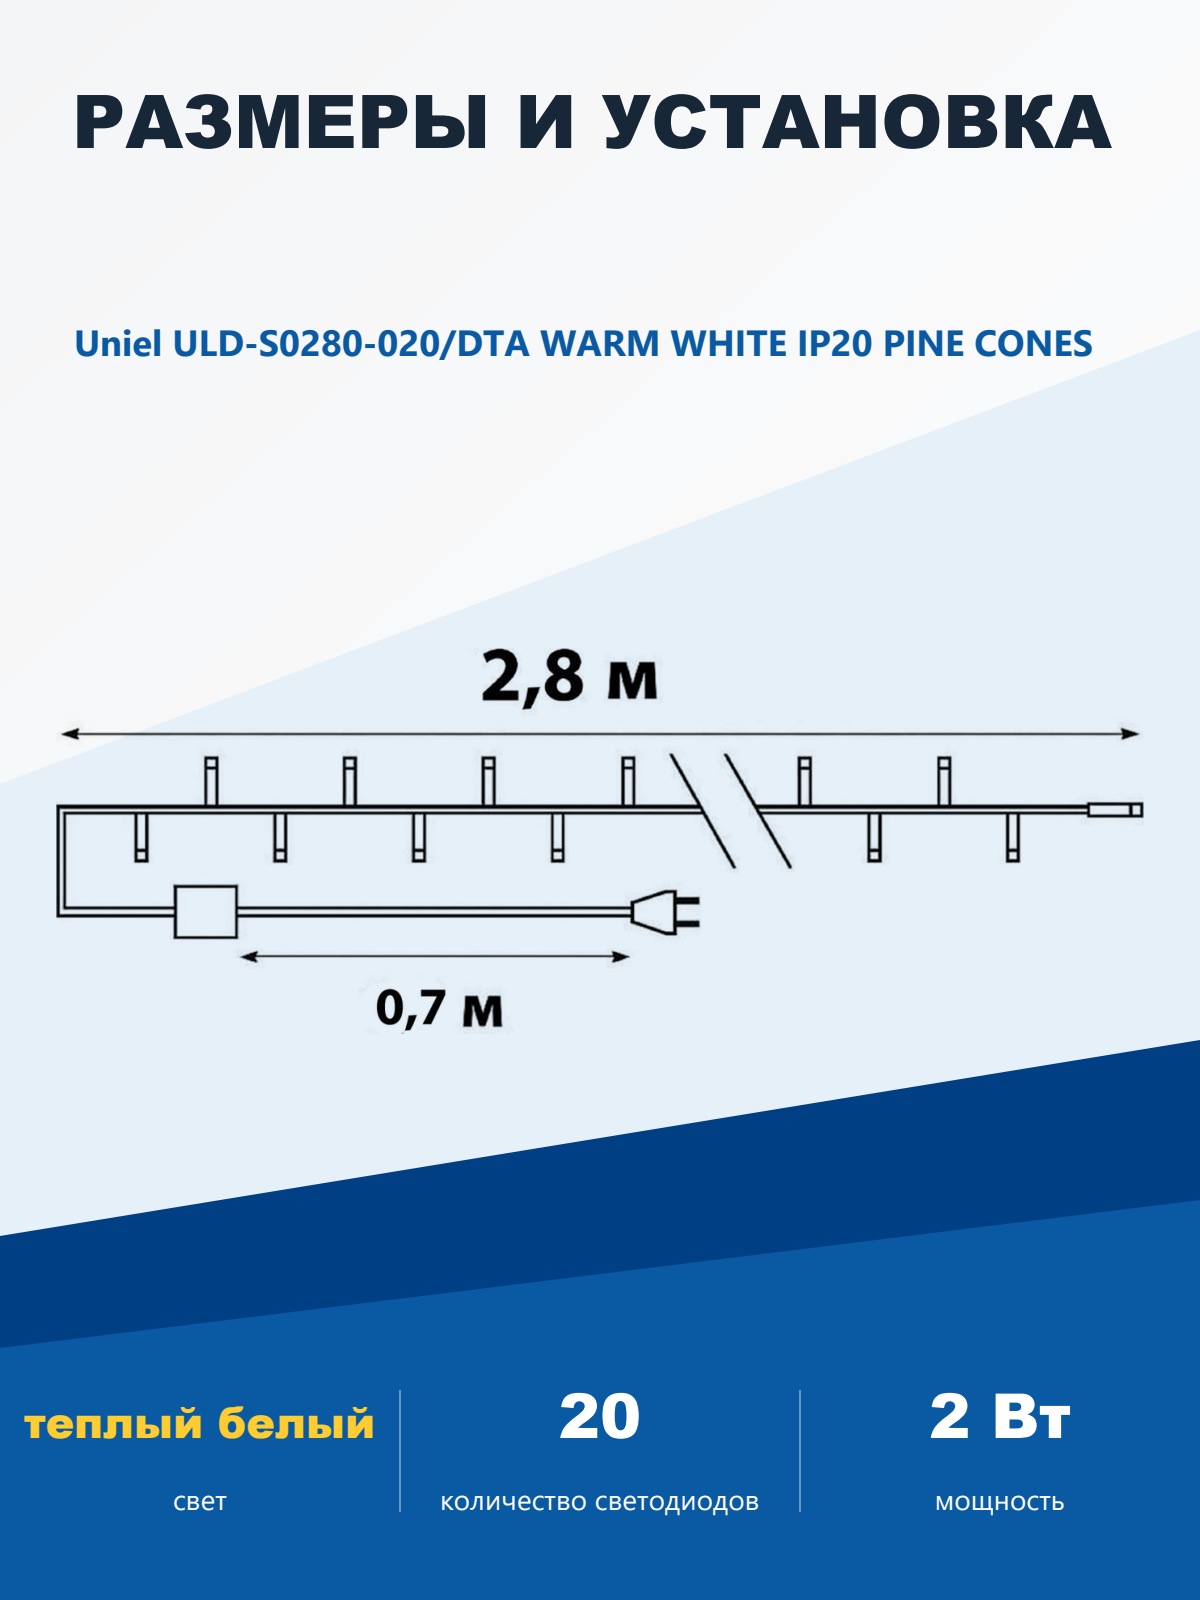 РАЗМЕРЫ И УСТАНОВКА
Uniel ULD-S0280-020/DTA WARM WHITE IP20 PINE CONES
2,8 м
0,7 м
теплый белый
свет
20
количество светодиодов
2 Вт
мощность